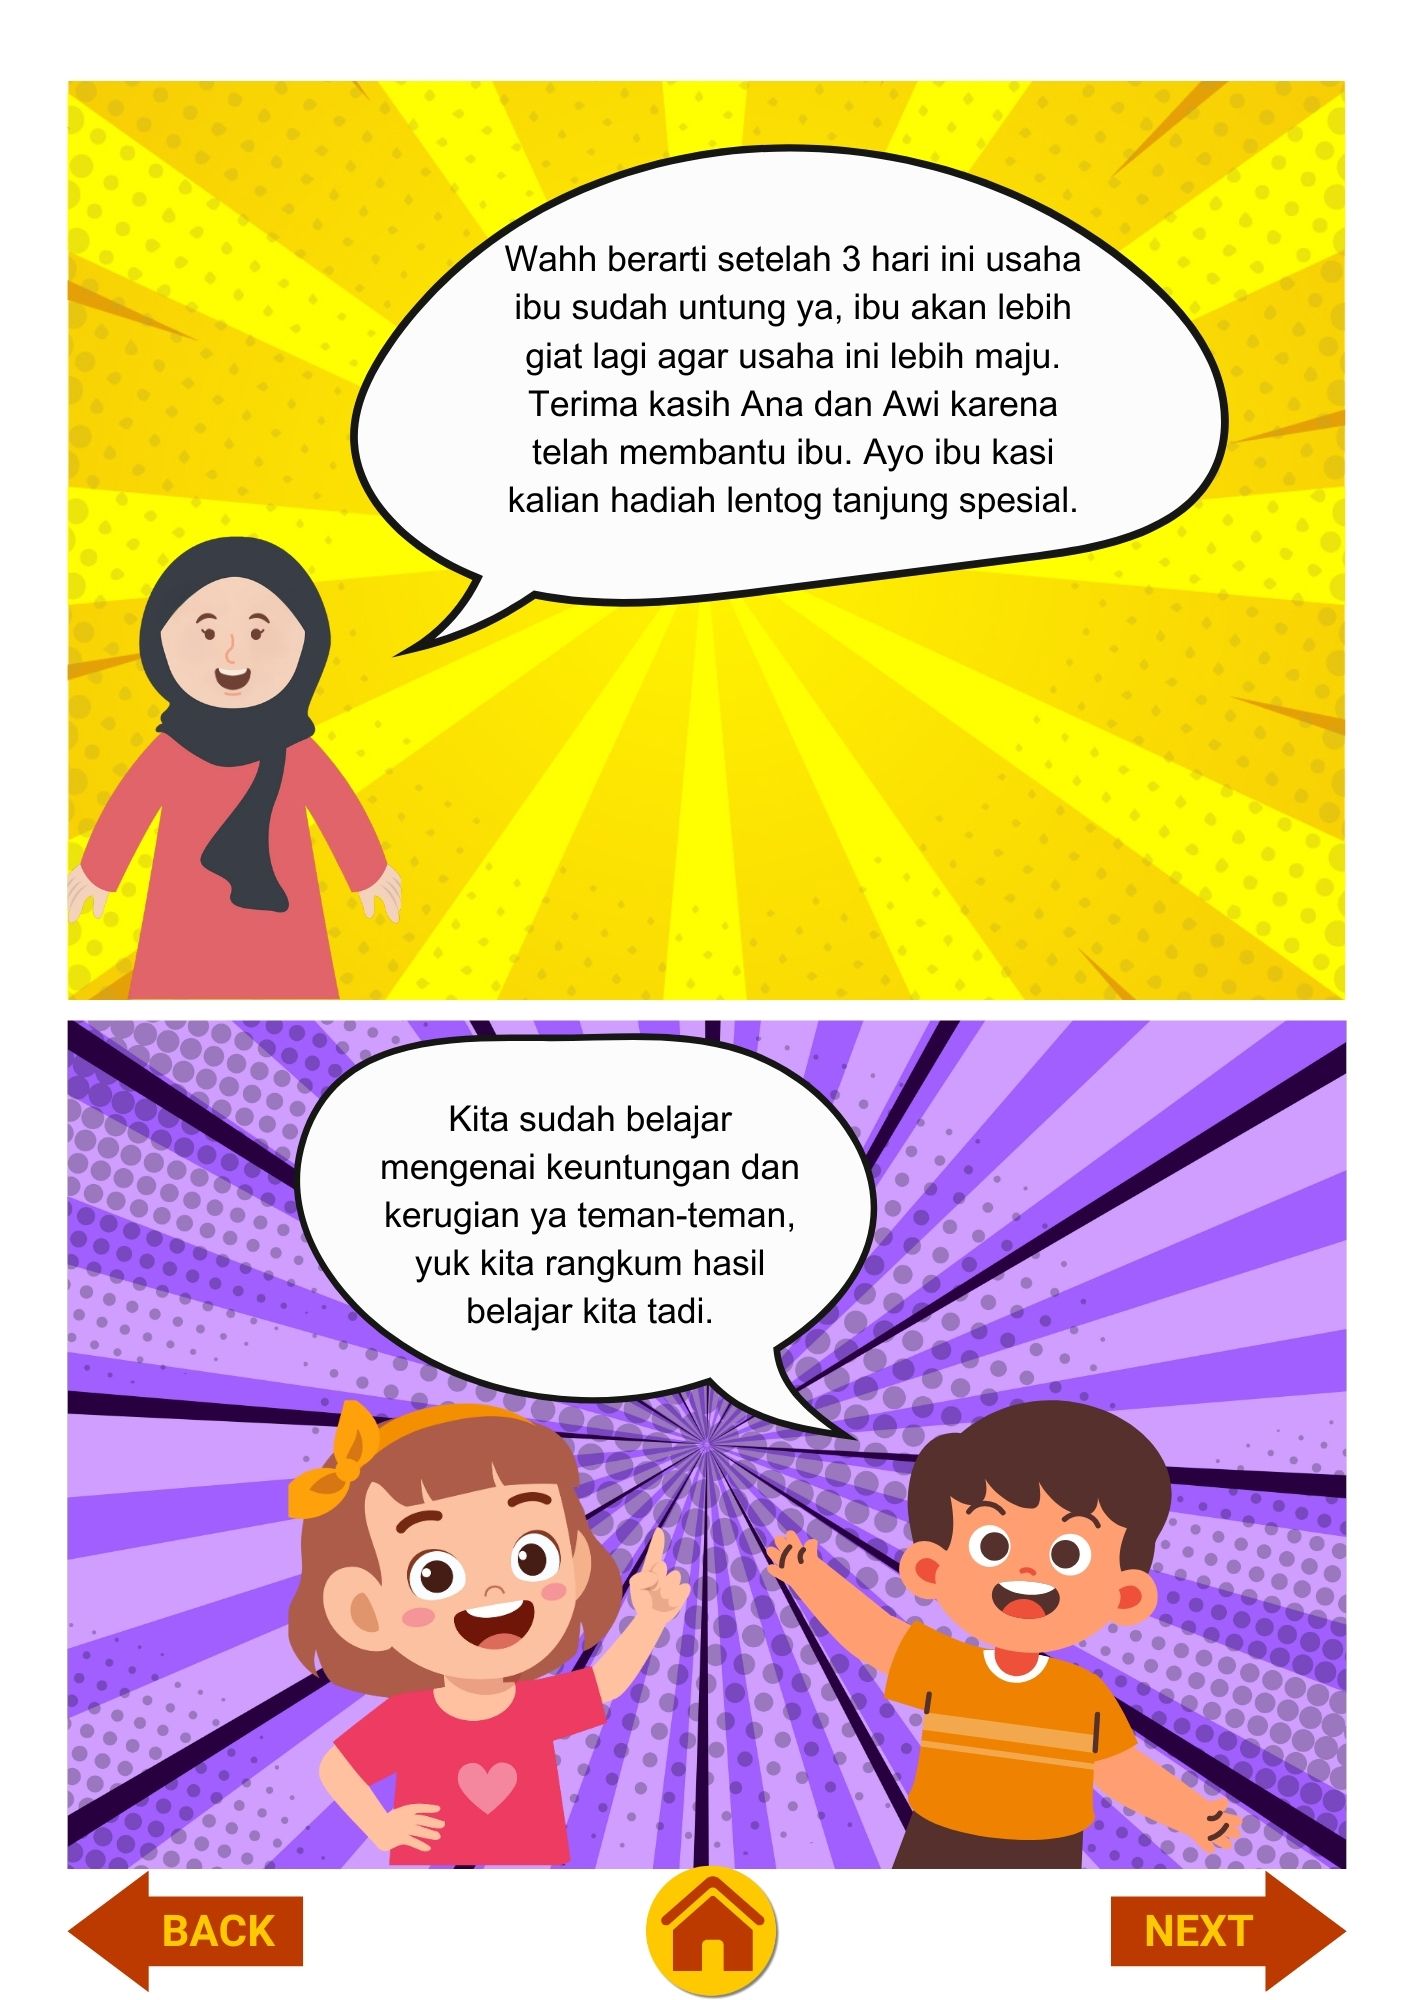 Wahh berarti setelah 3 hari ini usaha
ibu sudah untung ya, ibu akan lebih
giat lagi agar usaha ini lebih maju.
Terima kasih Ana dan Awi karena
telah membantu ibu. Ayo ibu kasi
kalian hadiah lentog tanjung spesial.
Kita sudah belajar
mengenai keuntungan dan
kerugian ya teman-teman,
yuk kita rangkum hasil
belajar kita tadi.
BACK
NEXT